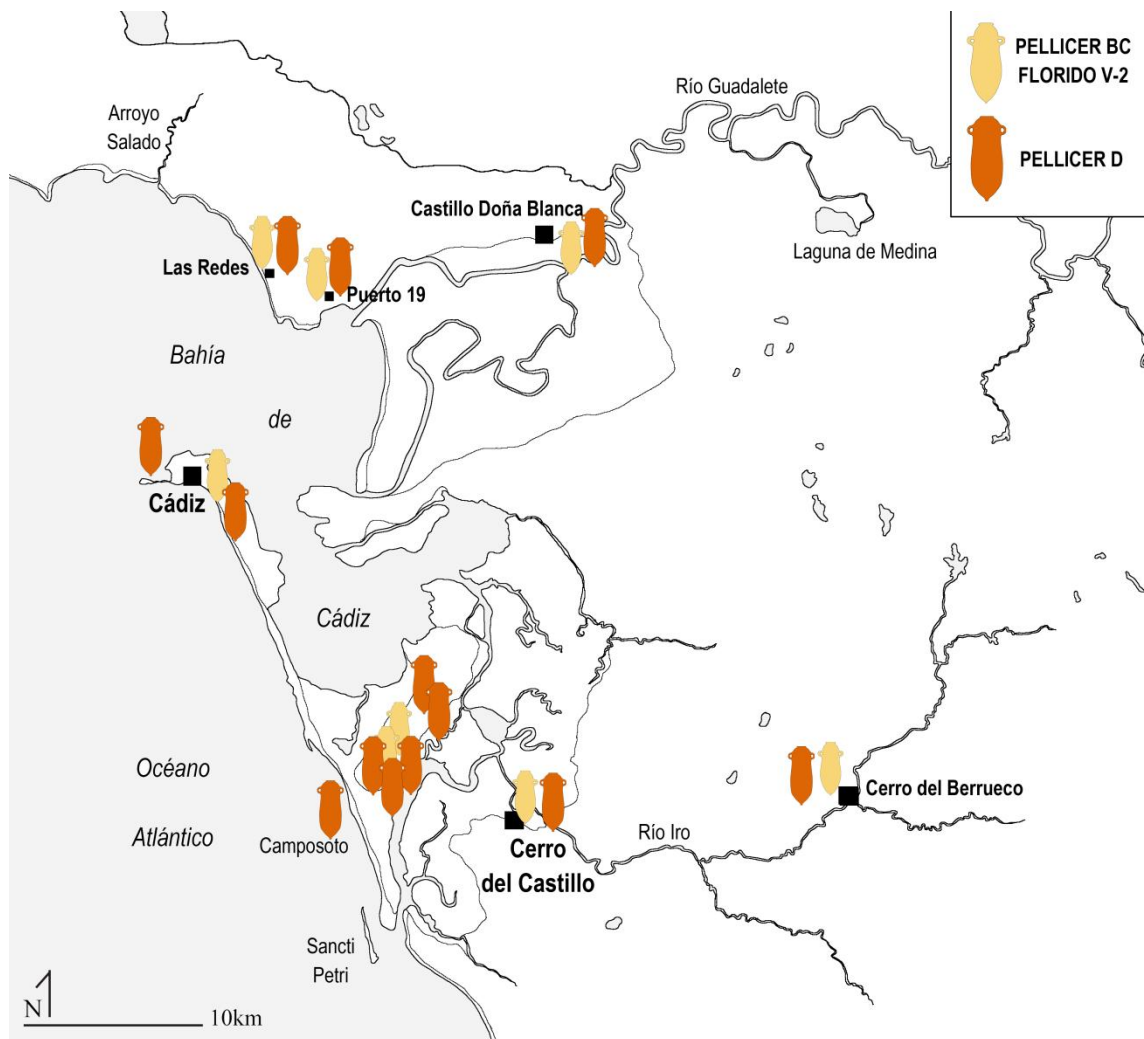 PELLICER BC
FLORIDO V-2
PELLICER D
Río Guadalete
Arroyo
Salado
Castillo Doña Blanca
Laguna de Medina
Las Redes
Puerto 19
Bahía
de
Cádiz
Cádiz
Océano
Atlántico
Camposoto
Cerro
del Castillo
Río Iro
Cerro del Berrueco
Sancti
Petri
N
10km